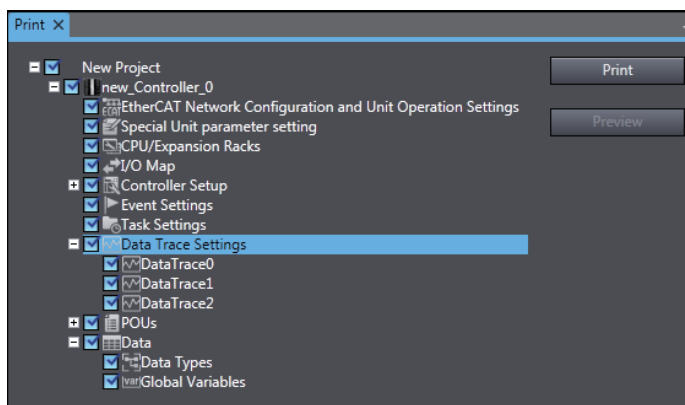 Print
New Project
Print
new_Controller_0
EtherCAT Network Configuration and Unit Operation Settings
Special Unit parameter setting
Preview
CPU/Expansion Racks
I/O Map
Controller Setup
Event Settings
Task Settings
Data Trace Settings
DataTrace0
DataTrace1
DataTrace2
POUs
Data
Data Types
Global Variables